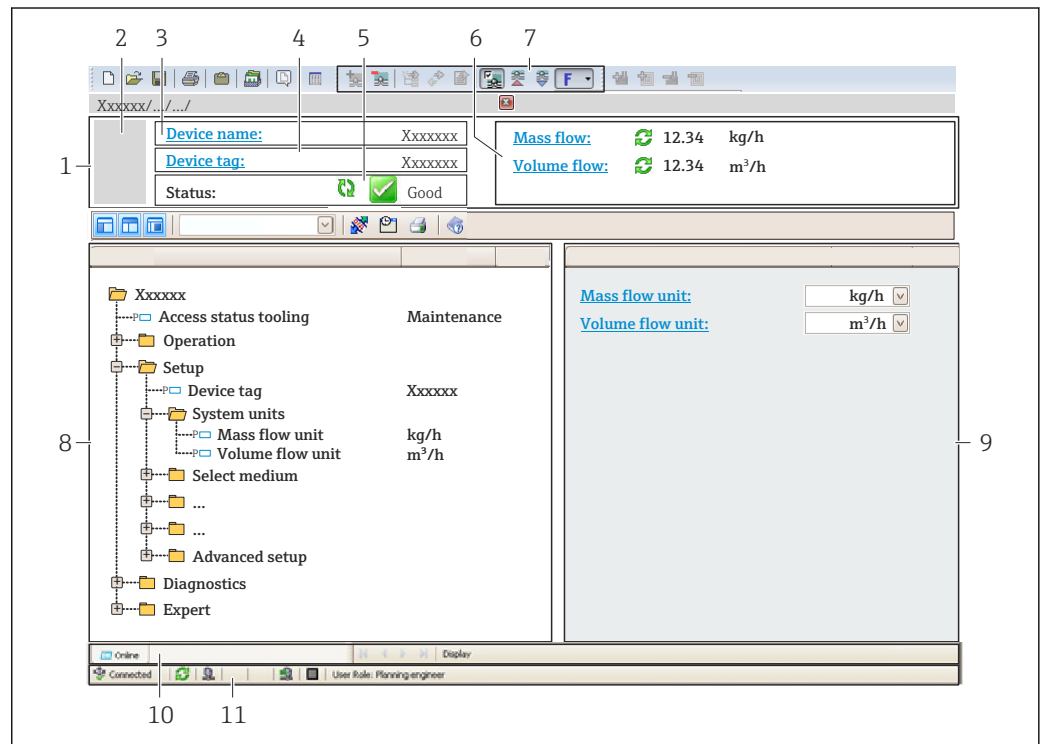 2 3 4 5 6 7
F
Xxxxxx/.../.../
1
Device name: Xxxxxxx
Device tag: Xxxxxxx
Status: Good
Mass flow: 12.34 kg/h
Volume flow: 12.34 m³/h
Xxxxxx
P Access status tooling Maintenance
Operation
Setup
P Device tag Xxxxxx
System units
P Mass flow unit kg/h
P Volume flow unit m³/h
Select medium
...
...
Advanced setup
Diagnostics
Expert
Mass flow unit: kg/h
Volume flow unit: m³/h
8
9
Online Display
Connected User Role: Planning engineer
10 11